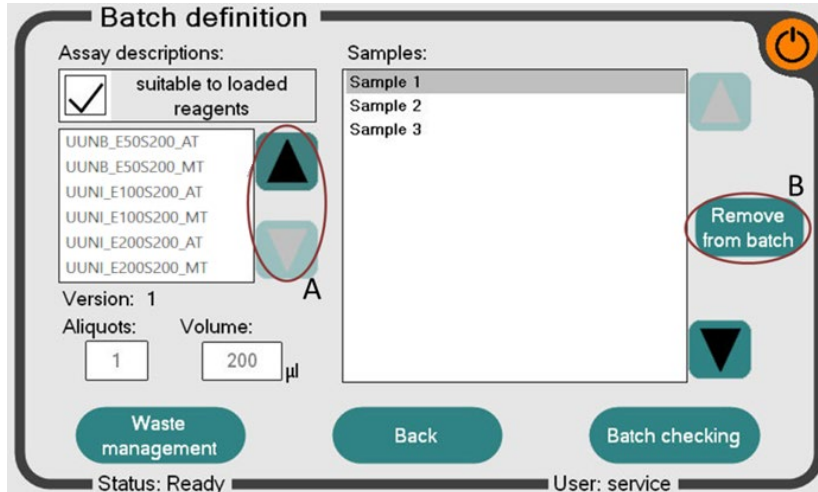 Batch definition
Assay descriptions:
suitable to loaded
reagents
UUNB_E50S200_AT
UUNB_E50S200_MT
UUNI_E100S200_AT
UUNI_E100S200_MT
UUNI_E200S200_AT
UUNI_E200S200_MT
A
Version: 1
Aliquots:
Volume:
1
200
µl
Samples:
Sample 1
Sample 2
Sample 3
B
Remove
from batch
Waste
management
Back
Batch checking
Status: Ready
User: service